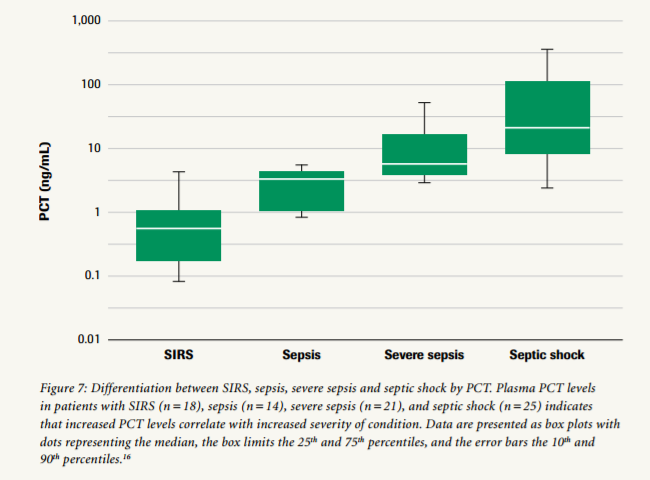 1,000
100
10
1
0.1
0.01
PCT (ng/mL)
SIRS Sepsis Severe sepsis Septic shock
Figure 7: Differentiation between SIRS, sepsis, severe sepsis and septic shock by PCT. Plasma PCT levels
in patients with SIRS (n=18), sepsis (n=14), severe sepsis (n=21), and septic shock (n=25) indicates
that increased PCT levels correlate with increased severity of condition. Data are presented as box plots with
dots representing the median, the box limits the 25th and 75th percentiles, and the error bars the 10th and
90th percentiles.16